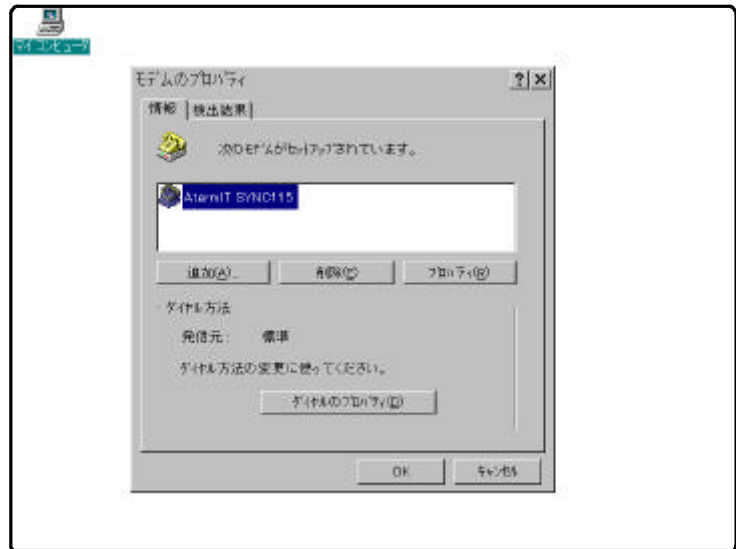 マイ コンピュータ
モデムのプロパティ
情報 検出結果
次のモデムがセットアップされています。
AtermIT SYNC115
追加(A)... 削除(E) プロパティ(R)
ダイヤル方法
発信元: 標準
ダイヤル方法の変更に使ってください。
ダイヤルのプロパティ(D)
OK キャンセル